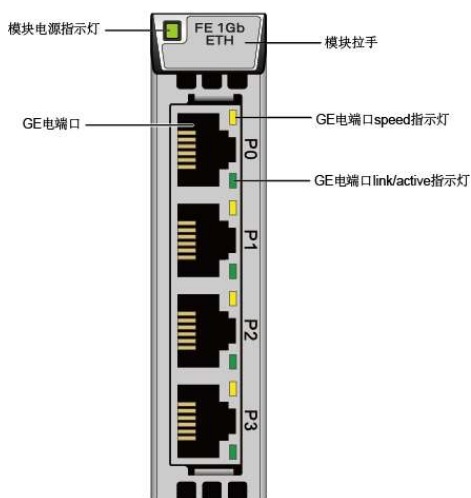 模块电源指示灯
FE 1Gb
ETH
模块拉手
GE电端口
GE电端口speed指示灯
P0
GE电端口link/active指示灯
P1
P2
P3